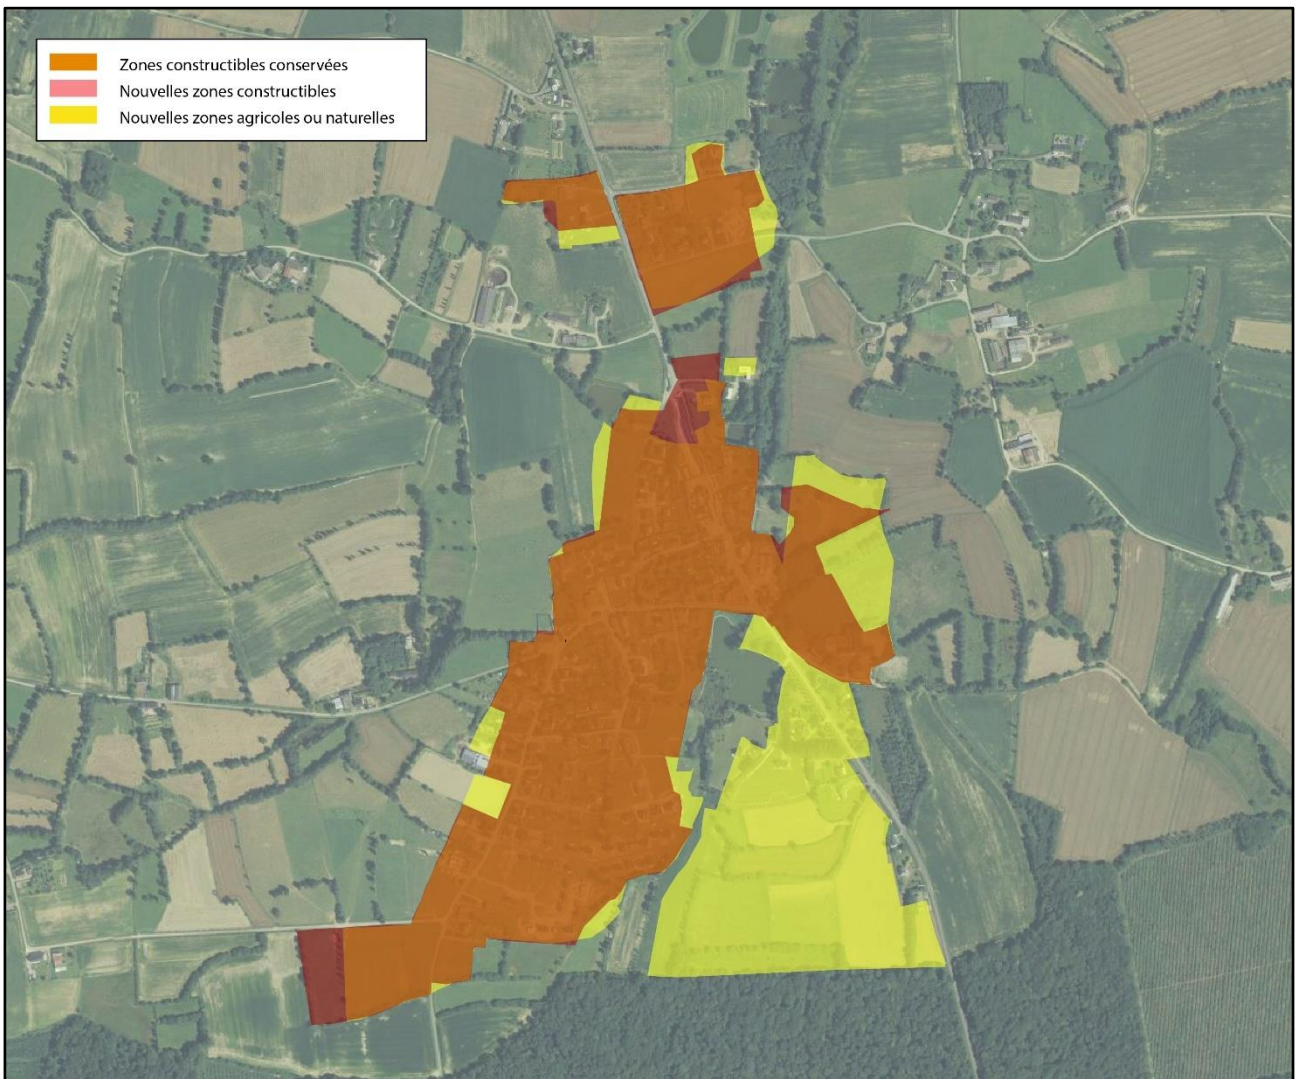 Zones constructibles conservées
Nouvelles zones constructibles
Nouvelles zones agricoles ou naturelles